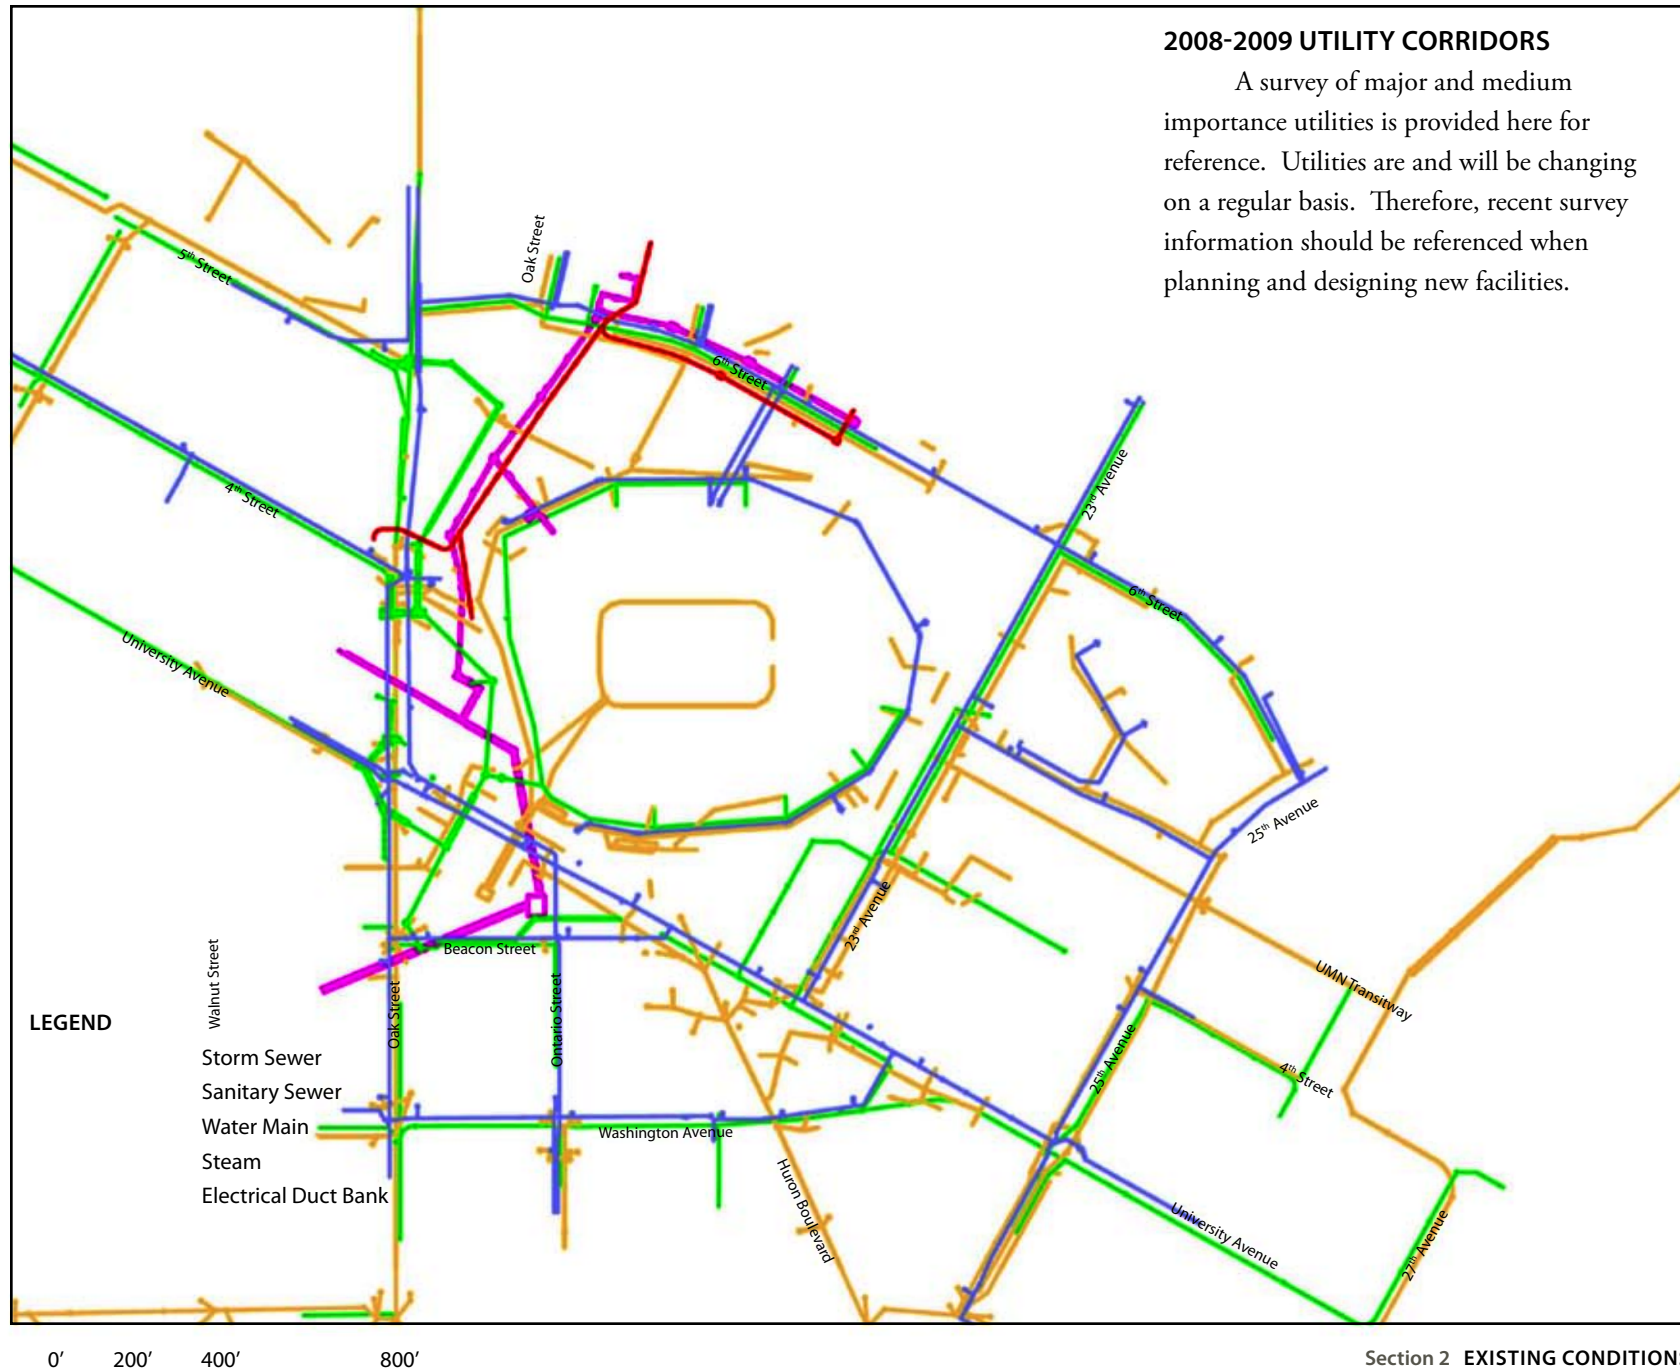 2008-2009 UTILITY CORRIDORS
A survey of major and medium
importance utilities is provided here for
reference. Utilities are and will be changing
on a regular basis. Therefore, recent survey
information should be referenced when
planning and designing new facilities.
Oak Street
5th Street
6th Street
23rd Avenue
4th Street
6th Street
University Avenue
25th Avenue
23rd Avenue
Beacon Street
Walnut Street
Oak Street
Ontario Street
UMN Transitway
25th Avenue
4th Street
Washington Avenue
Huron Boulevard
University Avenue
27th Avenue
LEGEND
Storm Sewer
Sanitary Sewer
Water Main
Steam
Electrical Duct Bank
0' 200' 400' 800'
Section 2 EXISTING CONDITION